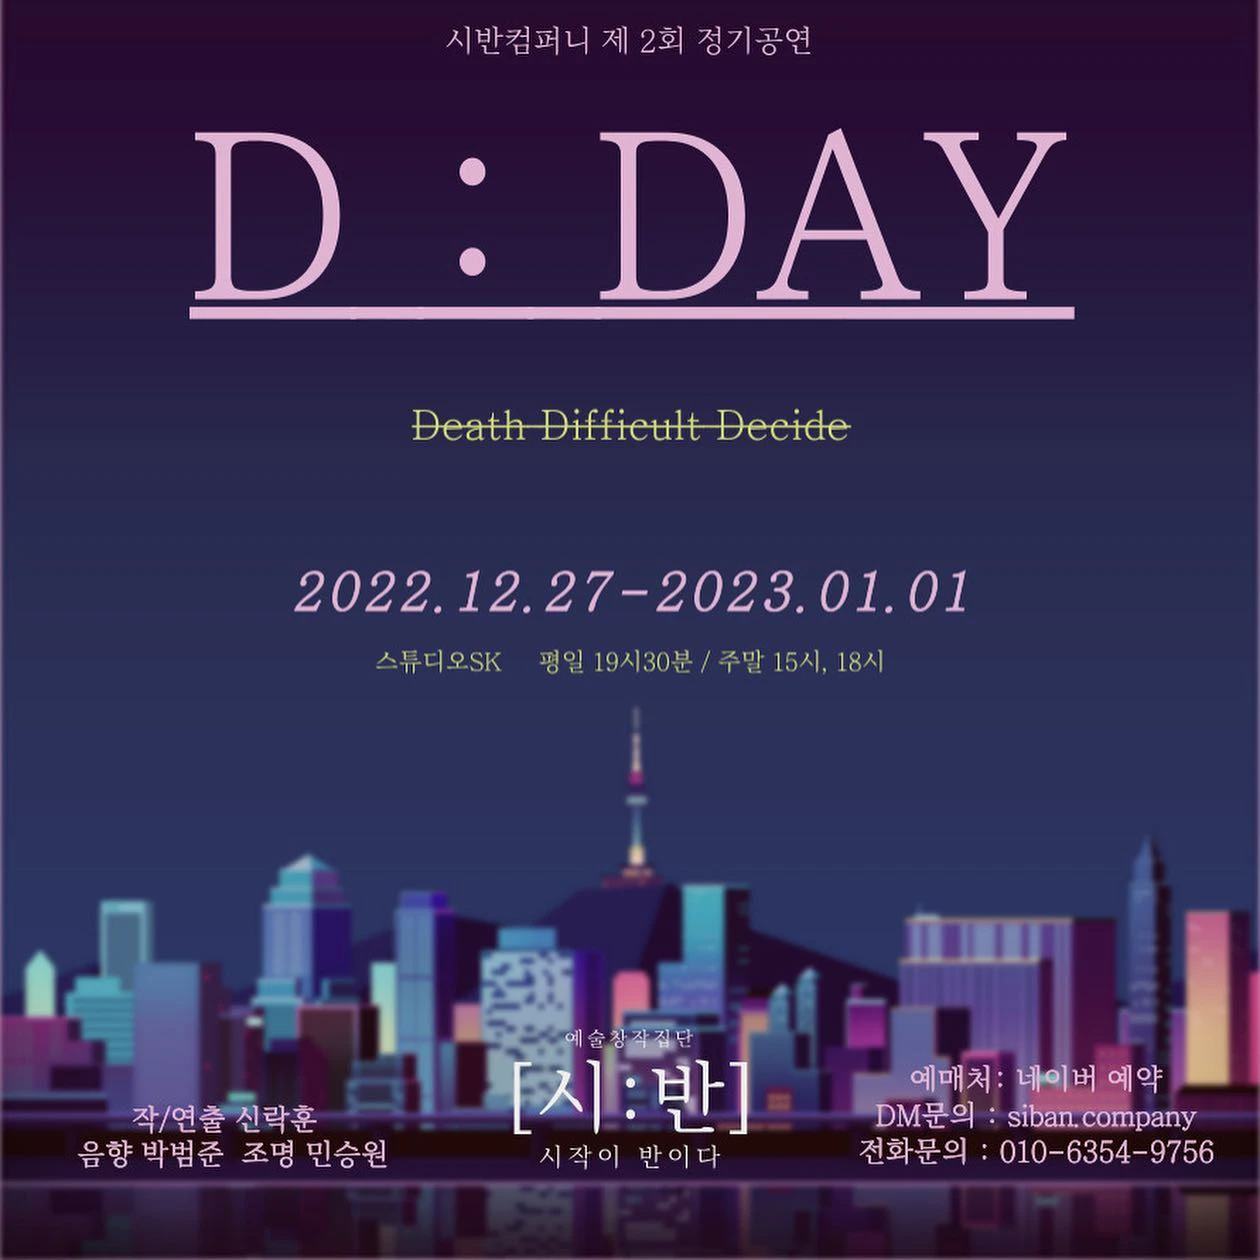 시반컴퍼니 제 2회 정기공연
D : DAY
Death Difficult Decide
2022.12.27-2023.01.01
스튜디오SK 평일 19시30분 / 주말 15시, 18시
예술창작집단
[시:반]
시작이 반이다
작/연출 신락훈
음향 박범준 조명 민승원
예매처: 네이버 예약
DM문의 : siban.company
전화문의 : 010-6354-9756